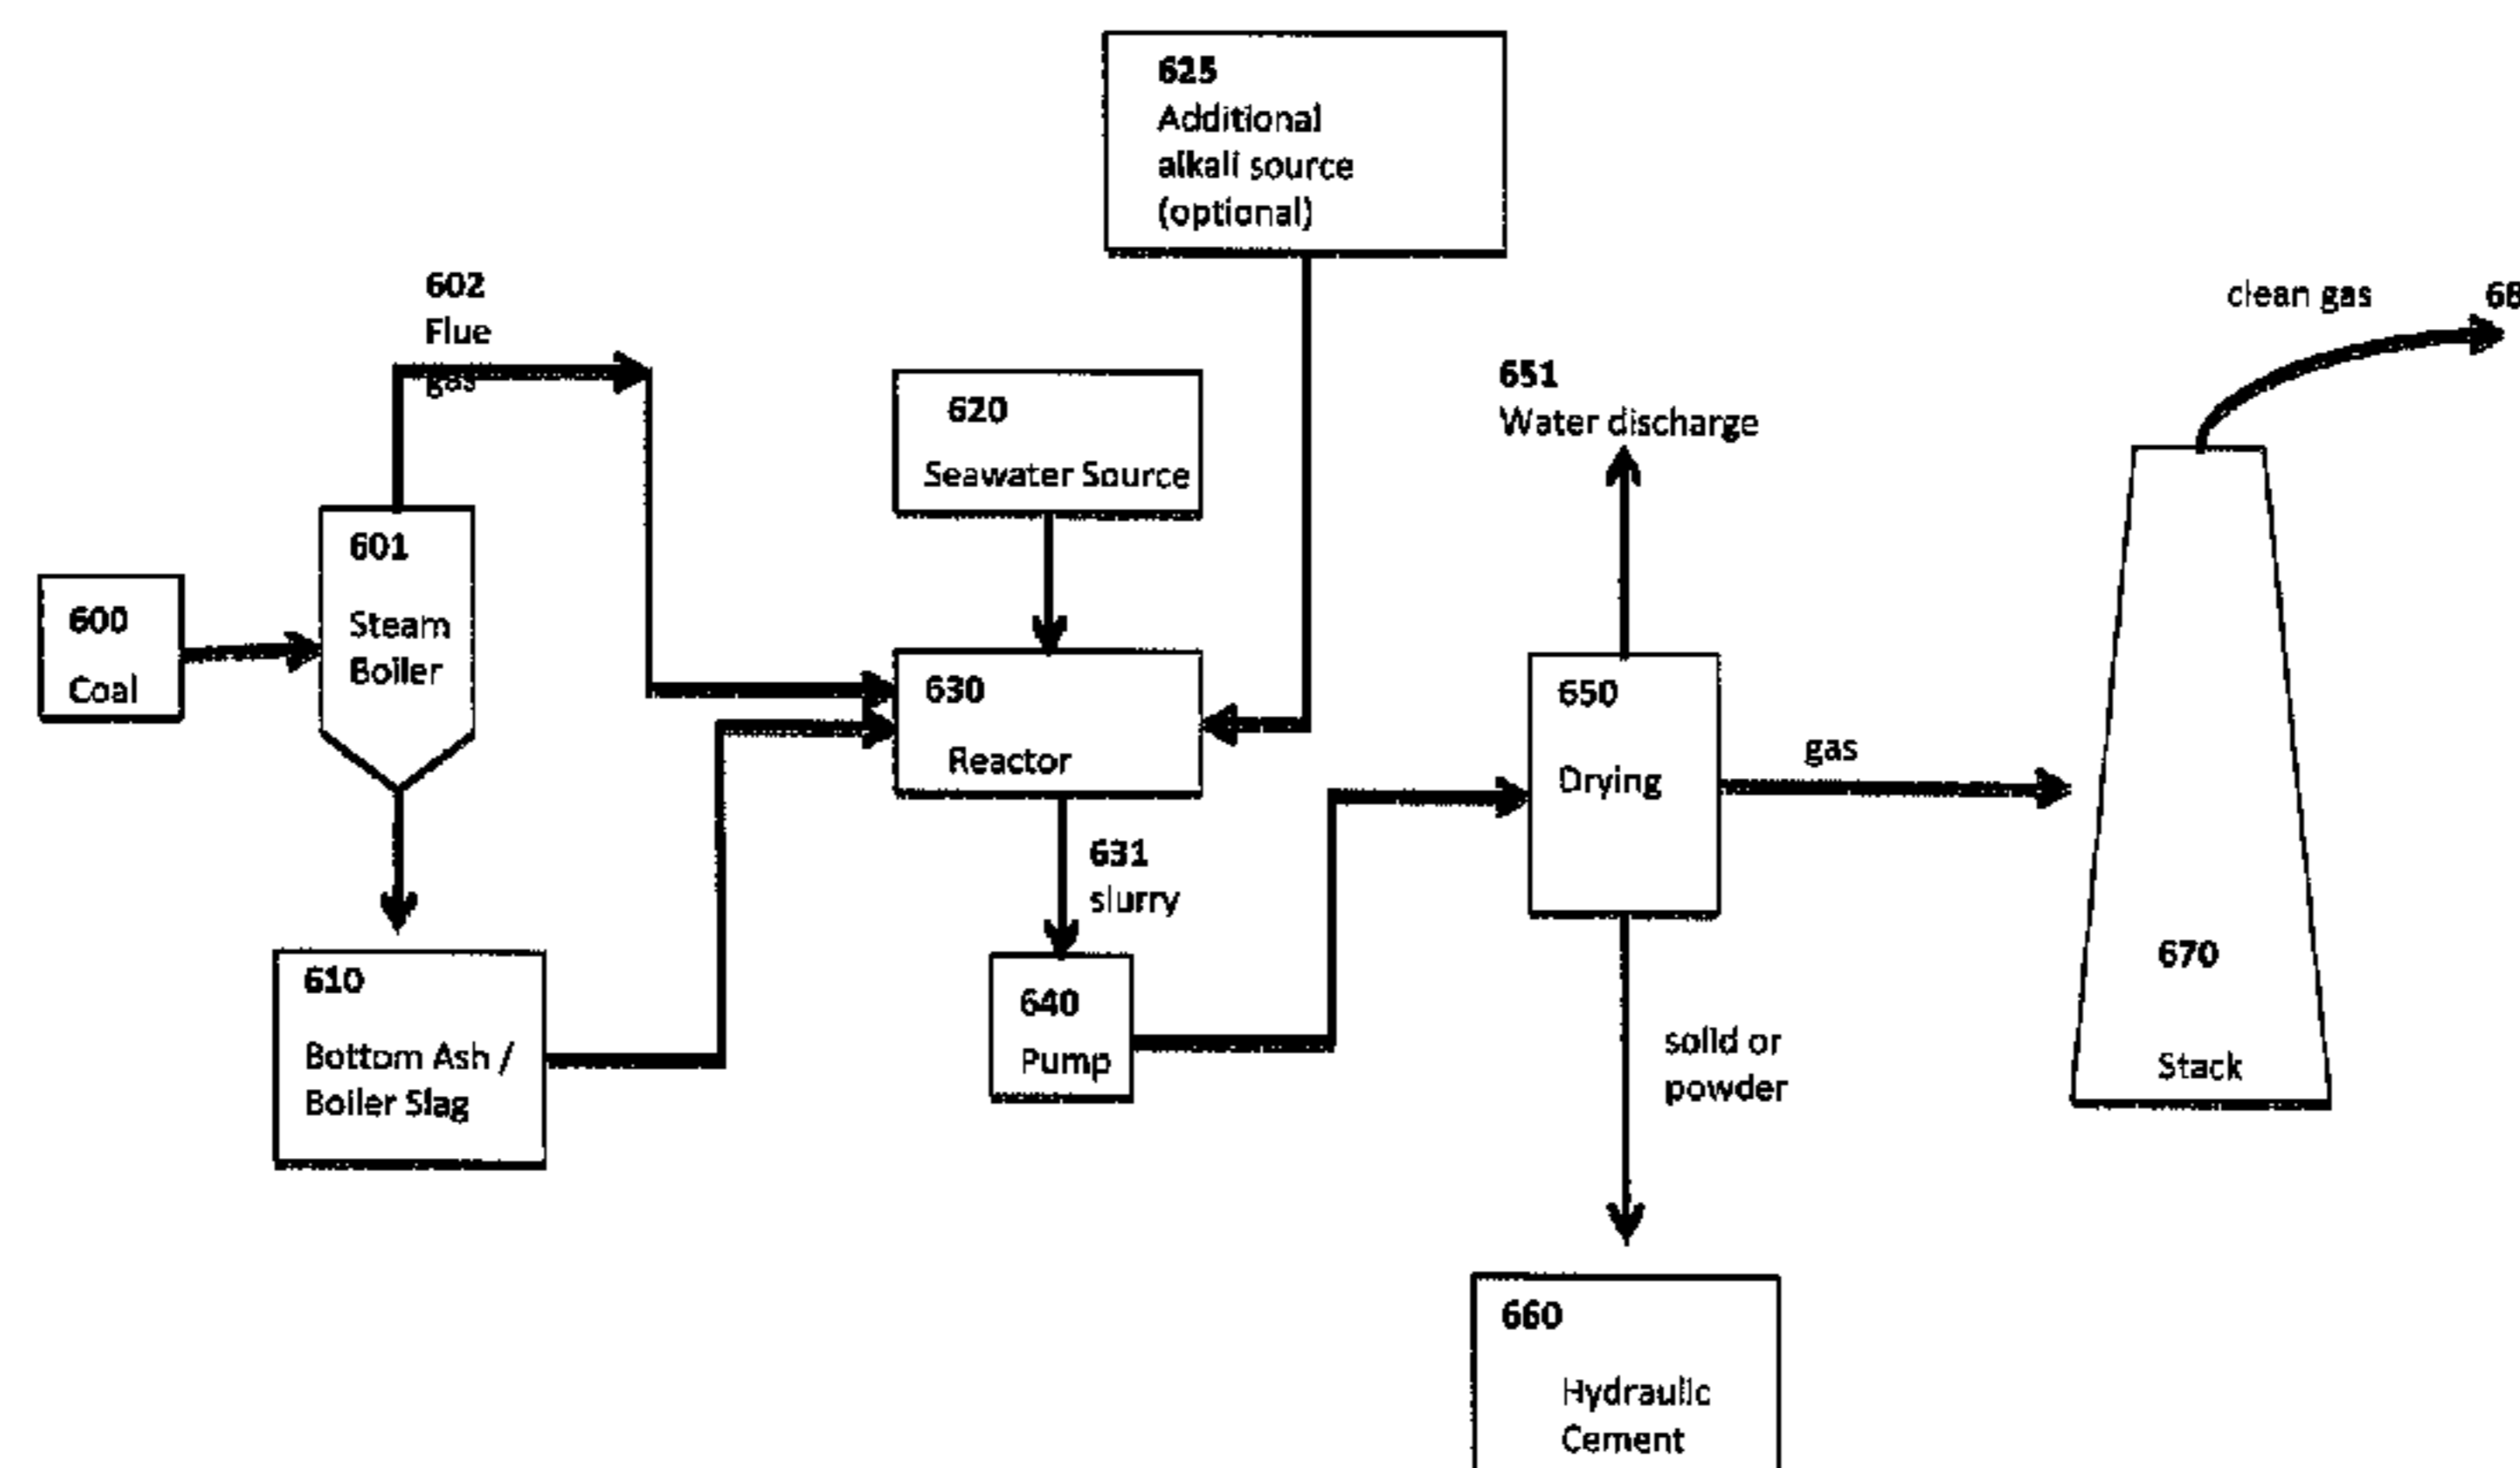 625
Additional
alkali source
(optional)
602
Flue
gas
clean gas
68
620
Seawater Source
651
Water discharge
601
Steam
Boiler
600
Coal
630
Reactor
650
Drying
gas
631
slurry
610
Bottom Ash /
Boiler Slag
640
Pump
solid or
powder
670
Stack
660
Hydraulic
Cement